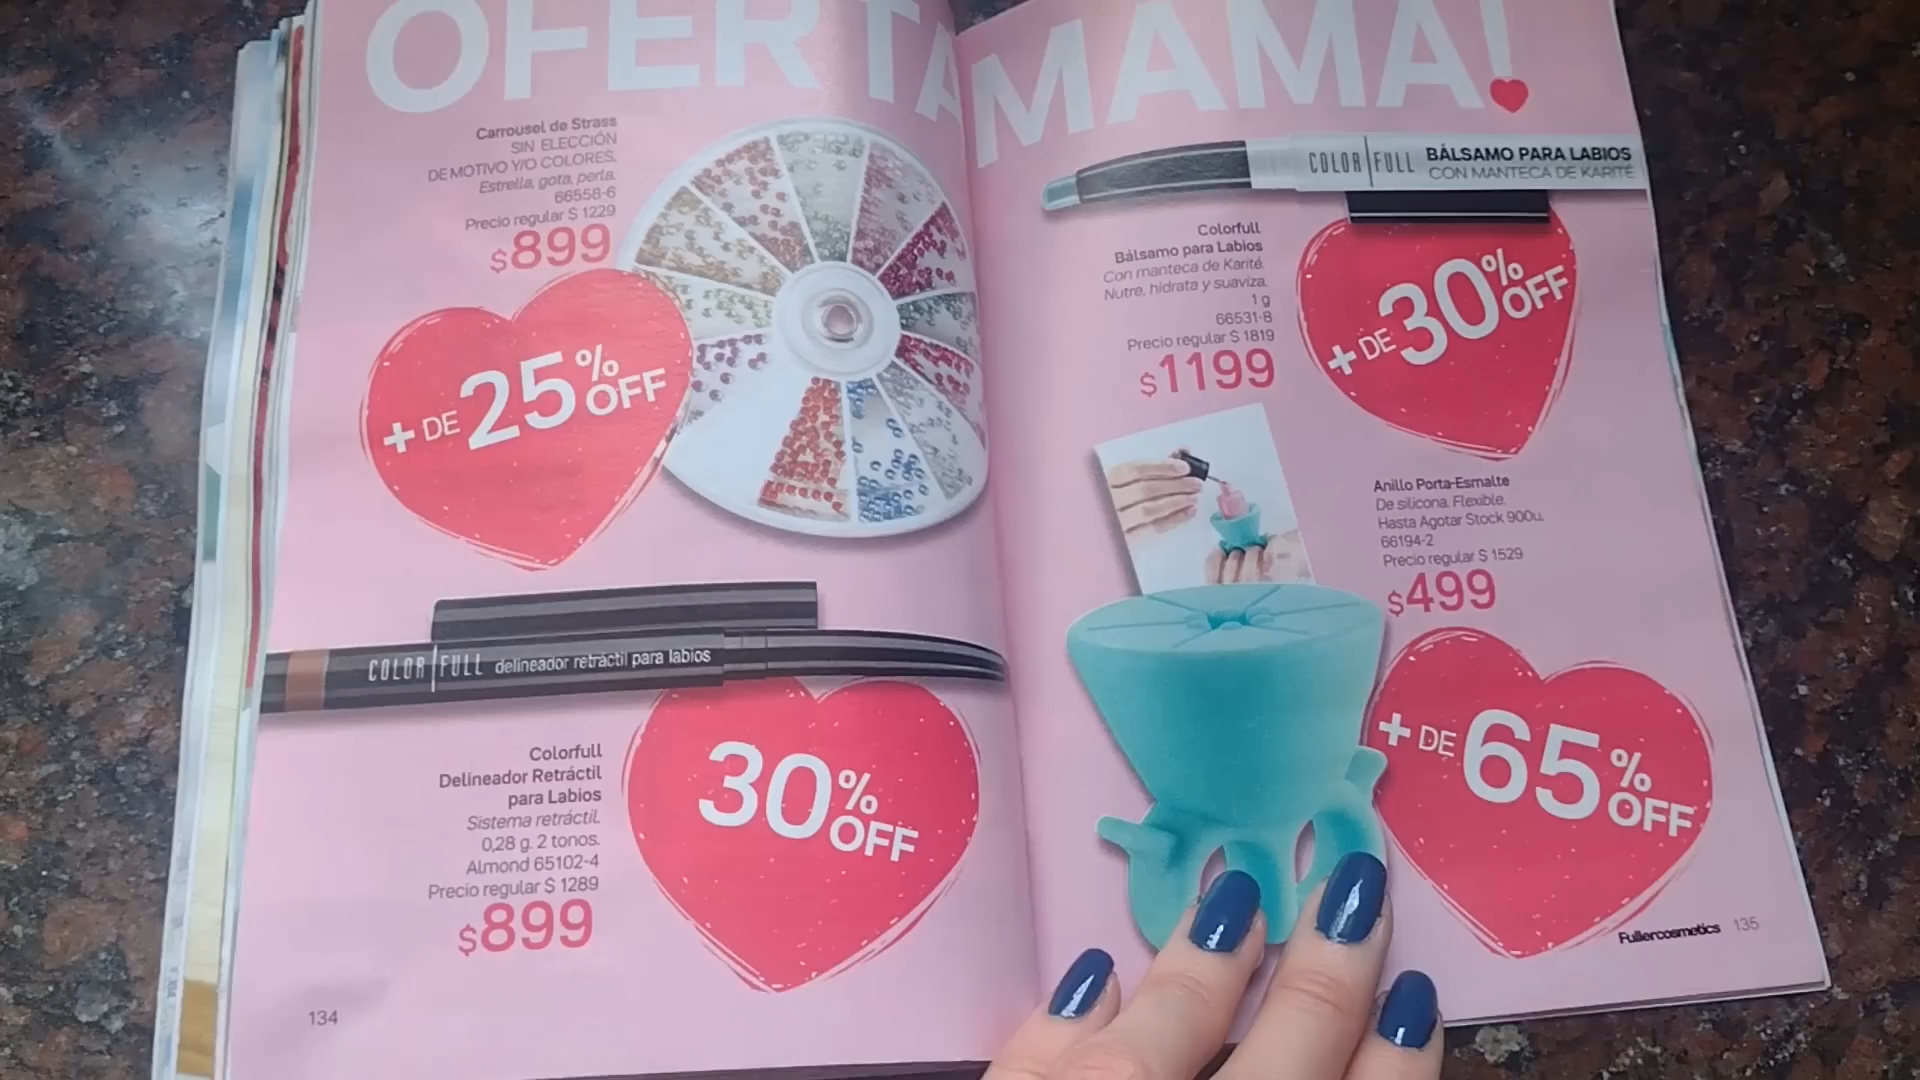 OFERTA
MAMÁ!
Carrousel de Strass
SIN ELECCIÓN
DE MOTIVO Y/O COLORES.
Estrella, gota, perla.
66558-6
Precio regular $ 1229
$899
+ DE 25% OFF
COLOR|FULL delineador retráctil para labios
Colorfull
Delineador Retráctil
para Labios
Sistema retráctil.
0,28 g. 2 tonos.
Almond 65102-4
Precio regular $ 1289
$899
30% OFF
134
COLOR|FULL BÁLSAMO PARA LABIOS
CON MANTECA DE KARITÉ
Colorfull
Bálsamo para Labios
Con manteca de Karité.
Nutre, hidrata y suaviza.
1 g
66531-8
Precio regular $ 1819
$1199
+ DE 30% OFF
Anillo Porta-Esmalte
De silicona. Flexible.
Hasta Agotar Stock 900u.
66194-2
Precio regular $ 1529
$499
+ DE 65% OFF
Fullercosmetics 135